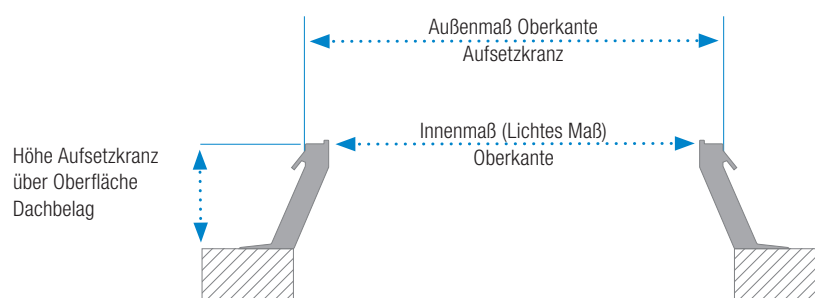 Außenmaß Oberkante
Aufsetzkranz
Innenmaß (Lichtes Maß)
Oberkante
Höhe Aufsetzkranz
über Oberfläche
Dachbelag